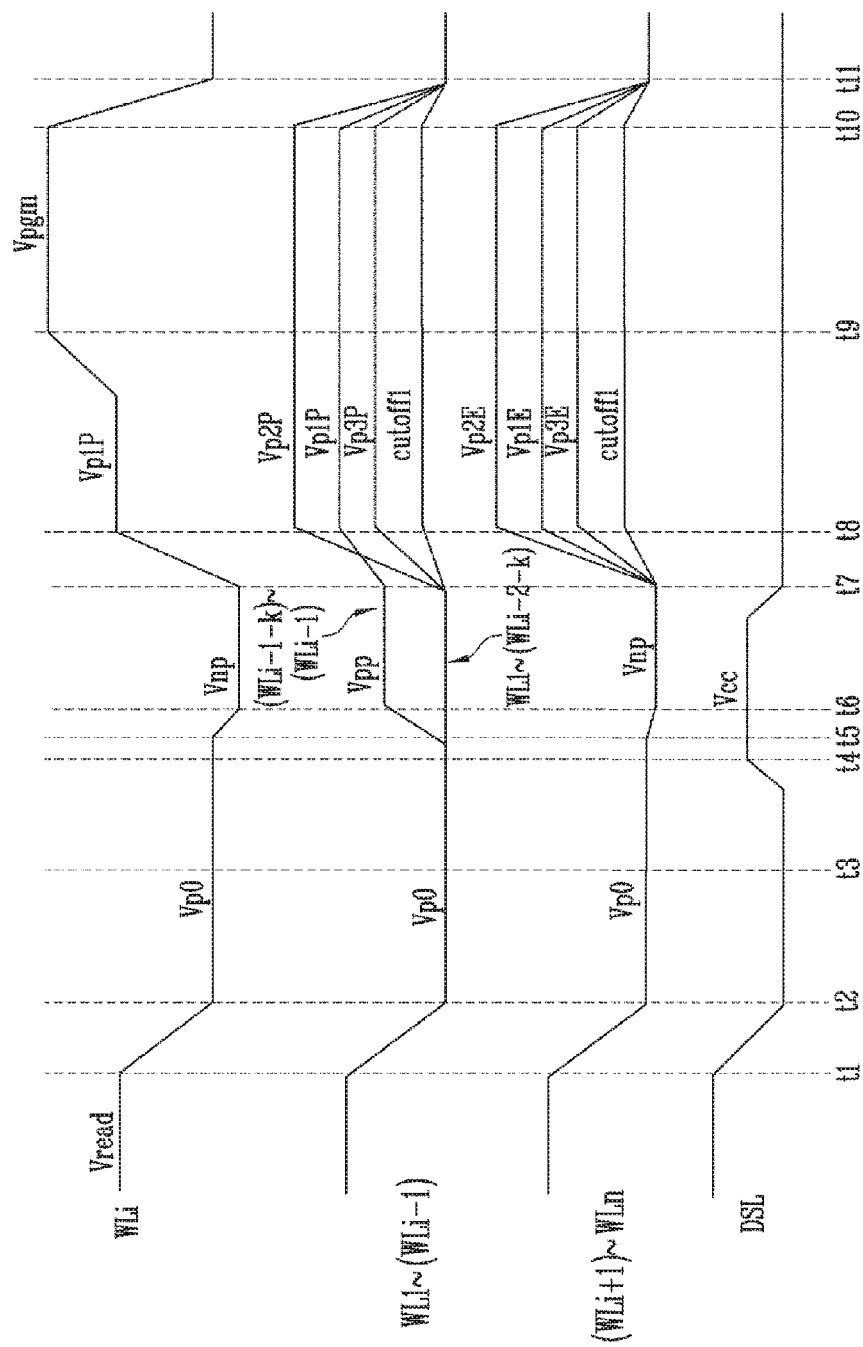 WLi
Vread
Vp0
Vnp
Vp1P
Vpgm
WL1~(WLi-1)
Vp0
Vpp
(WLi-1-k)~
(WLi-1)
WL1~(WLi-2-k)
Vp2P
Vp1P
Vp3P
cutoff1
(WLi+1)~WLn
Vp0
Vnp
Vp2E
Vp1E
Vp3E
cutoff1
DSL
Vcc
t1 t2 t3 t4 t5 t6 t7 t8 t9 t10 t11